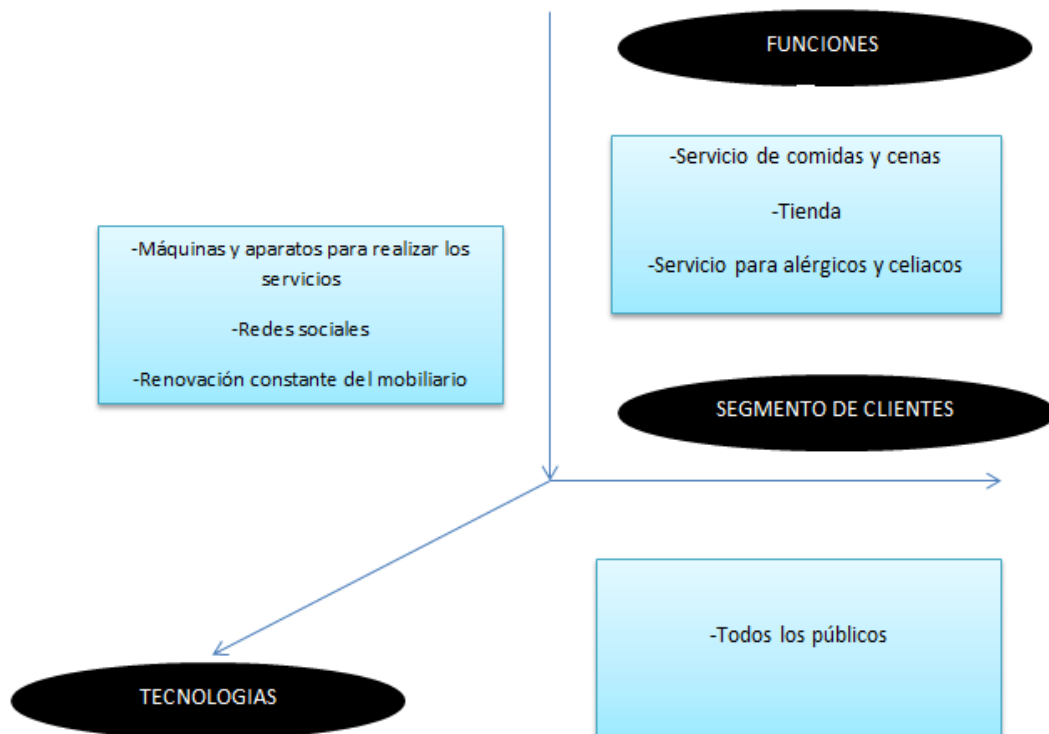 FUNCIONES
-Servicio de comidas y cenas
-Tienda
-Servicio para alérgicos y celiacos
-Máquinas y aparatos para realizar los
servicios
-Redes sociales
-Renovación constante del mobiliario
SEGMENTO DE CLIENTES
-Todos los públicos
TECNOLOGIAS